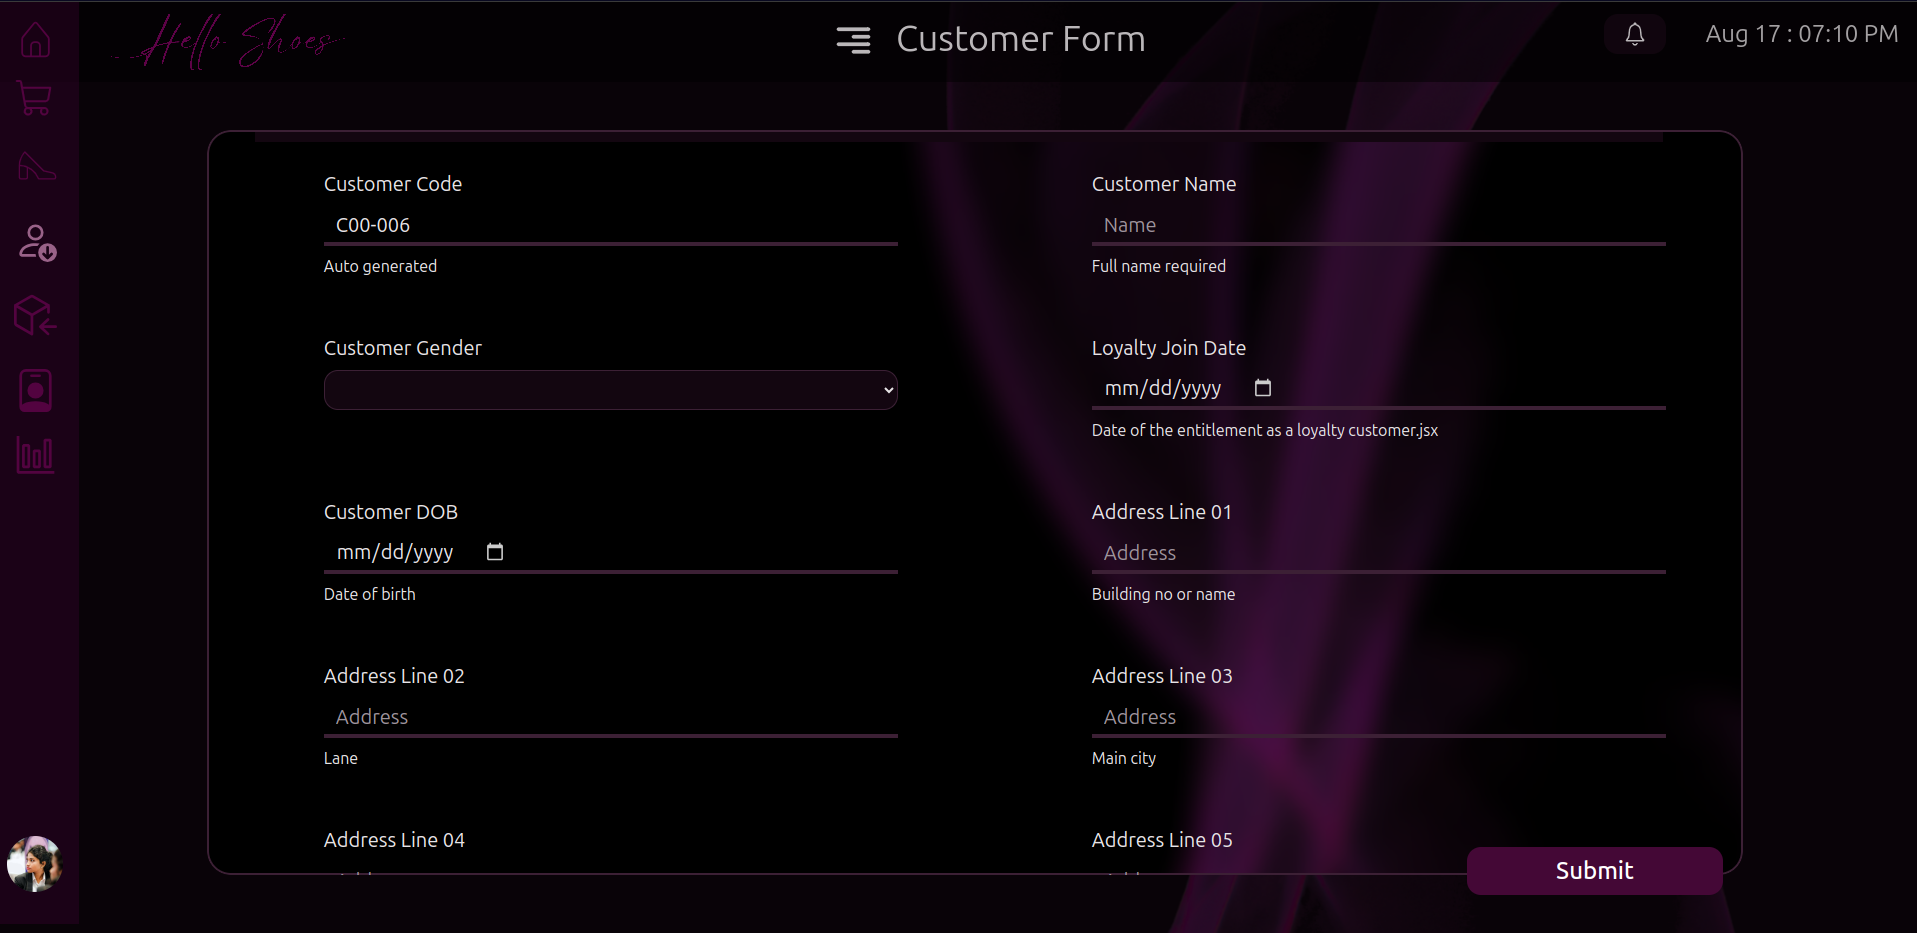 Hello Shoes
Customer Form
Aug 17 : 07:10 PM
Customer Code
C00-006
Auto generated
Customer Name
Name
Full name required
Customer Gender
Loyalty Join Date
mm/dd/yyyy
Date of the entitlement as a loyalty customer.jsx
Customer DOB
mm/dd/yyyy
Date of birth
Address Line 01
Address
Building no or name
Address Line 02
Address
Lane
Address Line 03
Address
Main city
Address Line 04
Address Line 05
Submit